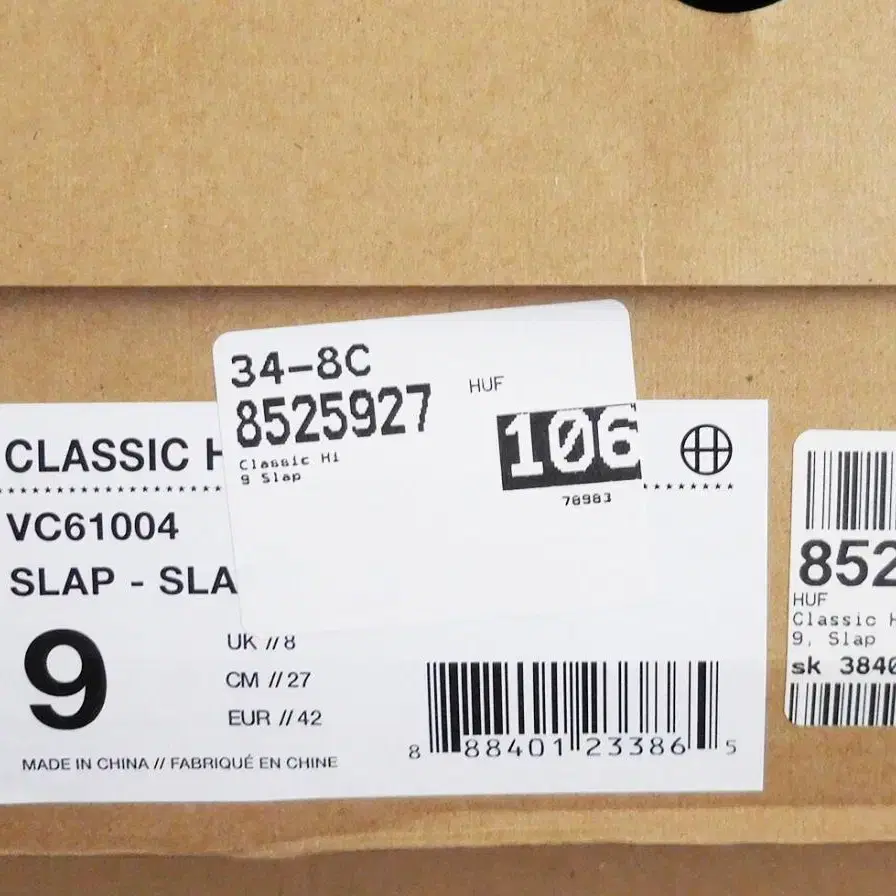 34-8C
HUF
8525927
106
Classic Hi
9 Slap
78983
CLASSIC
VC61004
SLAP - SLA
9
UK // 8
CM // 27
EUR // 42
MADE IN CHINA // FABRIQUÉ EN CHINE
8 88401 23386 5
852
HUF
Classic H
9, Slap
sk 3840